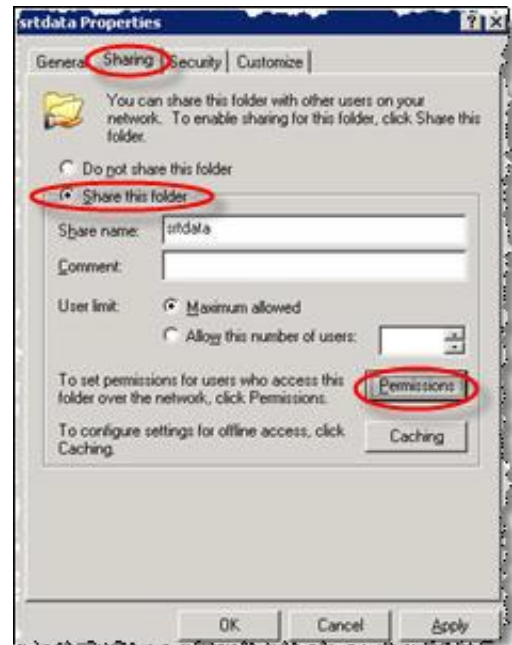 srtdata Properties
General Sharing Security Customize
You can share this folder with other users on your
network. To enable sharing for this folder, click Share this
folder.
Do not share this folder
Share this folder
Share name: srtdata
Comment:
User limit: Maximum allowed
Allow this number of users:
To set permissions for users who access this
folder over the network, click Permissions.
Permissions
To configure settings for offline access, click
Caching.
Caching
OK Cancel Apply